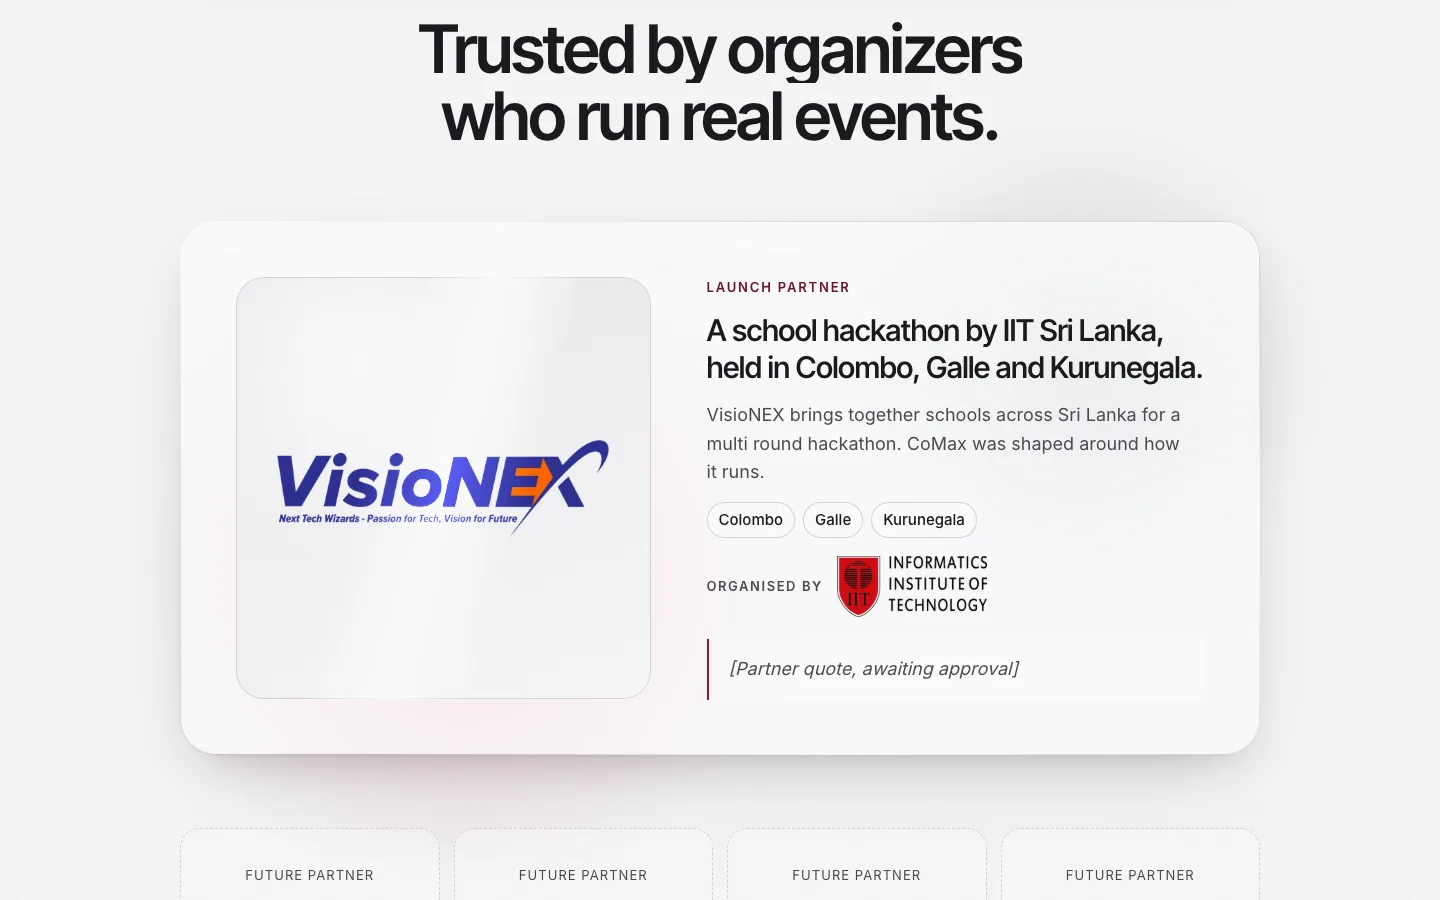 Trusted by organizers
who run real events.
LAUNCH PARTNER
A school hackathon by IIT Sri Lanka,
held in Colombo, Galle and Kurunegala.
VisioNEX brings together schools across Sri Lanka for a
multi round hackathon. CoMax was shaped around how
it runs.
VisioNEX
Next Tech Wizards - Passion for Tech, Vision for Future
Colombo Galle Kurunegala
ORGANISED BY
IIT
INFORMATICS
INSTITUTE OF
TECHNOLOGY
[Partner quote, awaiting approval]
FUTURE PARTNER FUTURE PARTNER FUTURE PARTNER FUTURE PARTNER